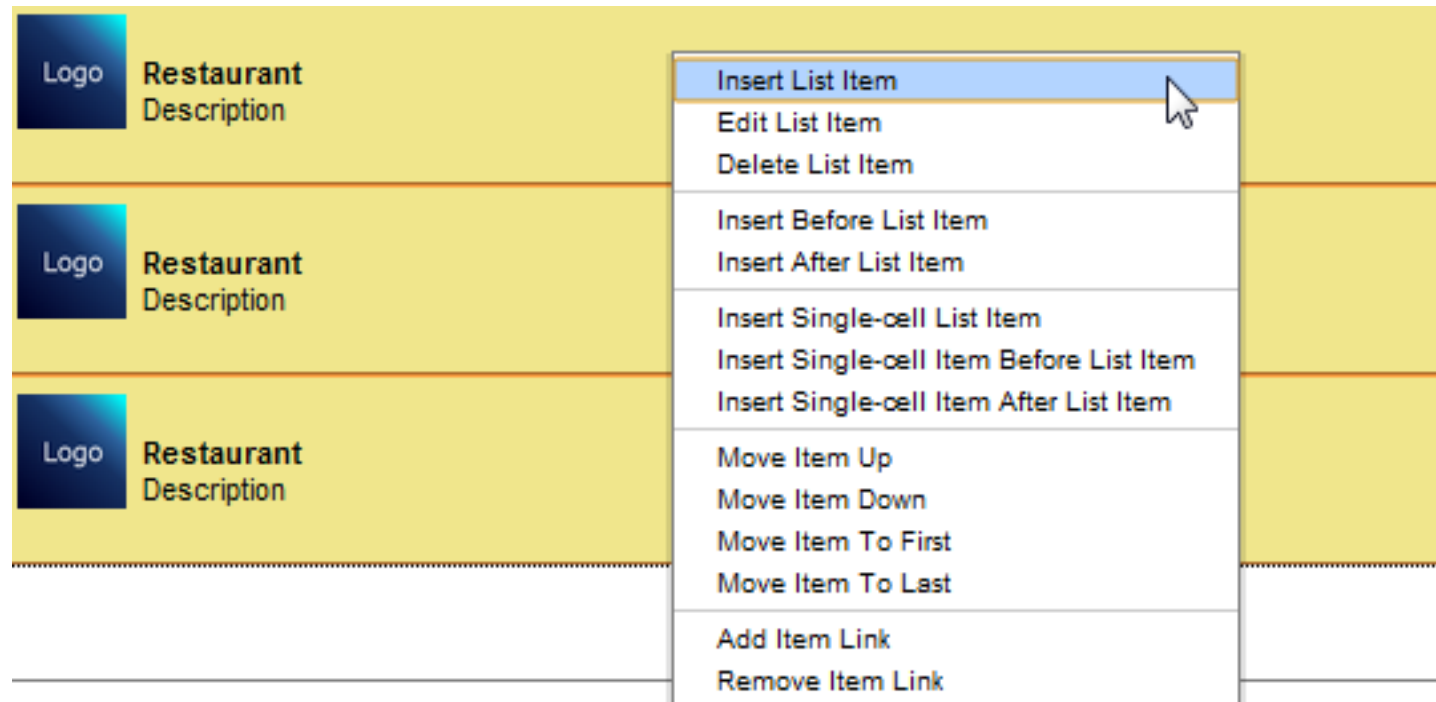 Logo
Restaurant
Description
Logo
Restaurant
Description
Logo
Restaurant
Description
Insert List Item
Edit List Item
Delete List Item
Insert Before List Item
Insert After List Item
Insert Single-cell List Item
Insert Single-cell Item Before List Item
Insert Single-cell Item After List Item
Move Item Up
Move Item Down
Move Item To First
Move Item To Last
Add Item Link
Remove Item Link